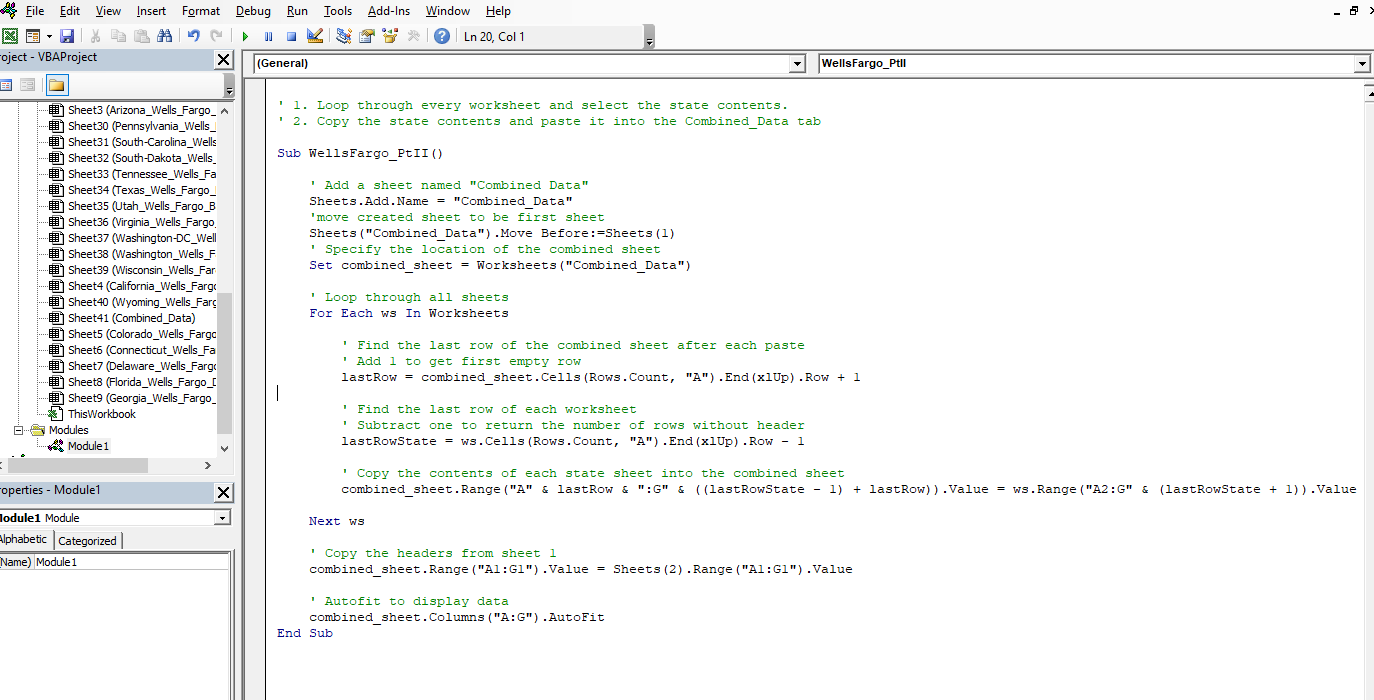 File Edit View Insert Format Debug Run Tools Add-Ins Window Help
Ln 20, Col 1
roject - VBAProject
(General)
WellsFargo_PtII
Sheet3 (Arizona_Wells_Fargo_
Sheet30 (Pennsylvania_Wells_
Sheet31 (South-Carolina_Wells
Sheet32 (South-Dakota_Wells_
Sheet33 (Tennessee_Wells_Fa
Sheet34 (Texas_Wells_Fargo_
Sheet35 (Utah_Wells_Fargo_B
Sheet36 (Virginia_Wells_Fargo_
Sheet37 (Washington-DC_Well
Sheet38 (Washington_Wells_F
Sheet39 (Wisconsin_Wells_Far
Sheet4 (California_Wells_Fargo
Sheet40 (Wyoming_Wells_Farg
Sheet41 (Combined_Data)
Sheet5 (Colorado_Wells_Fargo
Sheet6 (Connecticut_Wells_Fa
Sheet7 (Delaware_Wells_Fargo
Sheet8 (Florida_Wells_Fargo_D
Sheet9 (Georgia_Wells_Fargo_
ThisWorkbook
Modules
Module1
roperties - Module1
Module1 Module
Alphabetic Categorized
(Name) Module1
' 1. Loop through every worksheet and select the state contents.
' 2. Copy the state contents and paste it into the Combined_Data tab
Sub WellsFargo_PtII()
' Add a sheet named "Combined Data"
Sheets.Add.Name = "Combined_Data"
'move created sheet to be first sheet
Sheets("Combined_Data").Move Before:=Sheets(1)
' Specify the location of the combined sheet
Set combined_sheet = Worksheets("Combined_Data")
' Loop through all sheets
For Each ws In Worksheets
' Find the last row of the combined sheet after each paste
' Add 1 to get first empty row
lastRow = combined_sheet.Cells(Rows.Count, "A").End(xlUp).Row + 1
' Find the last row of each worksheet
' Subtract one to return the number of rows without header
lastRowState = ws.Cells(Rows.Count, "A").End(xlUp).Row - 1
' Copy the contents of each state sheet into the combined sheet
combined_sheet.Range("A" & lastRow & ":G" & ((lastRowState - 1) + lastRow)).Value = ws.Range("A2:G" & (lastRowState + 1)).Value
Next ws
' Copy the headers from sheet 1
combined_sheet.Range("A1:G1").Value = Sheets(2).Range("A1:G1").Value
' Autofit to display data
combined_sheet.Columns("A:G").AutoFit
End Sub